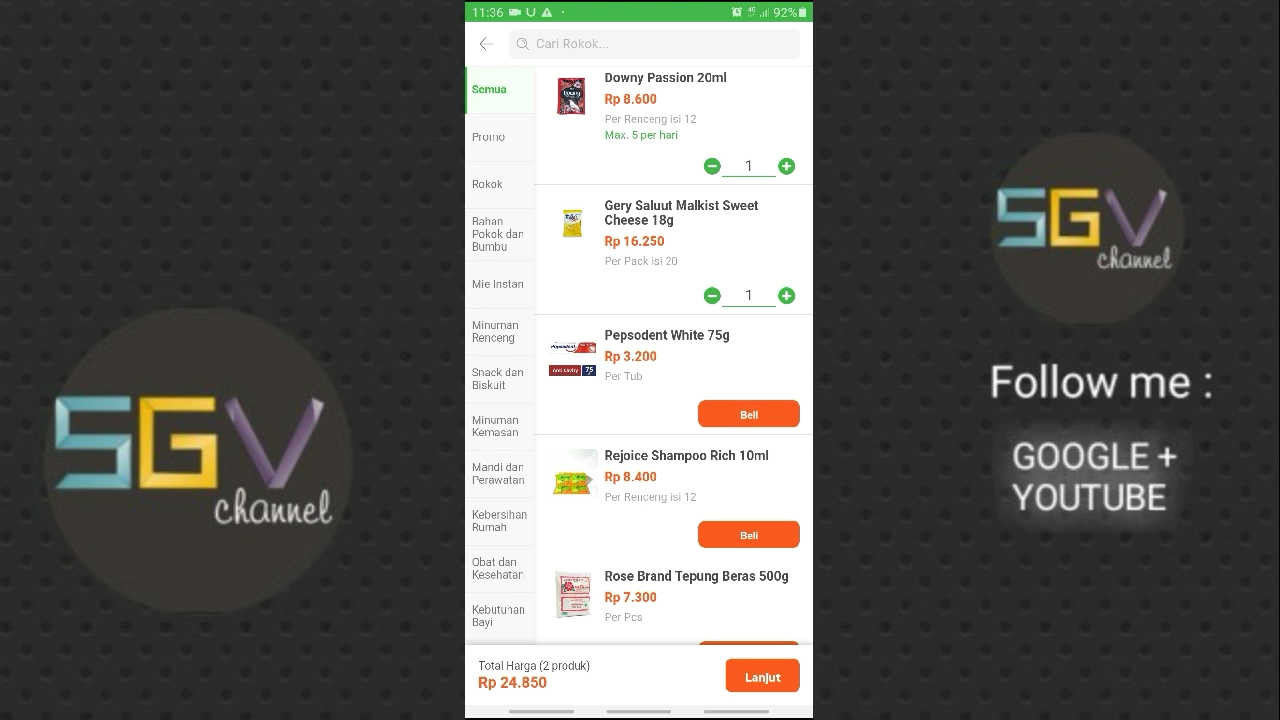 11:36
4G
92%
Cari Rokok...
Semua
Promo
Rokok
Bahan
Pokok dan
Bumbu
Mie Instan
Minuman
Renceng
Snack dan
Biskuit
Minuman
Kemasan
Mandi dan
Perawatan
Kebersihan
Rumah
Obat dan
Kesehatan
Kebutuhan
Bayi
Downy Passion 20ml
Rp 8.600
Per Renceng isi 12
Max. 5 per hari
1
Gery Saluut Malkist Sweet
Cheese 18g
Rp 16.250
Per Pack isi 20
1
Pepsodent
Anti Cavity 75
Pepsodent White 75g
Rp 3.200
Per Tub
Beli
Rejoice Shampoo Rich 10ml
Rp 8.400
Per Renceng isi 12
Beli
Rose Brand Tepung Beras 500g
Rp 7.300
Per Pcs
Total Harga (2 produk)
Rp 24.850
Lanjut
SGV
channel
SGV
channel
Follow me :
GOOGLE +
YOUTUBE